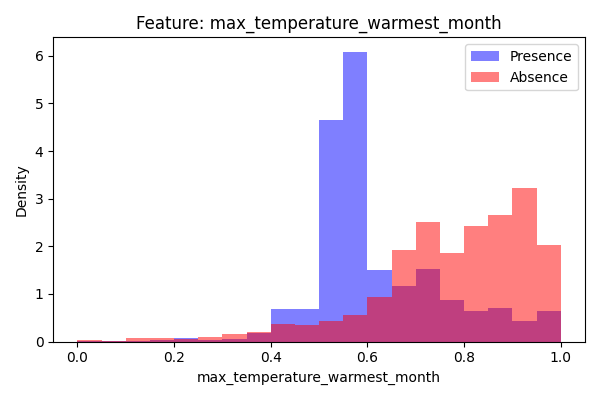 Feature: max_temperature_warmest_month
Presence
Absence
Density
6
5
4
3
2
1
0
0.0 0.2 0.4 0.6 0.8 1.0
max_temperature_warmest_month